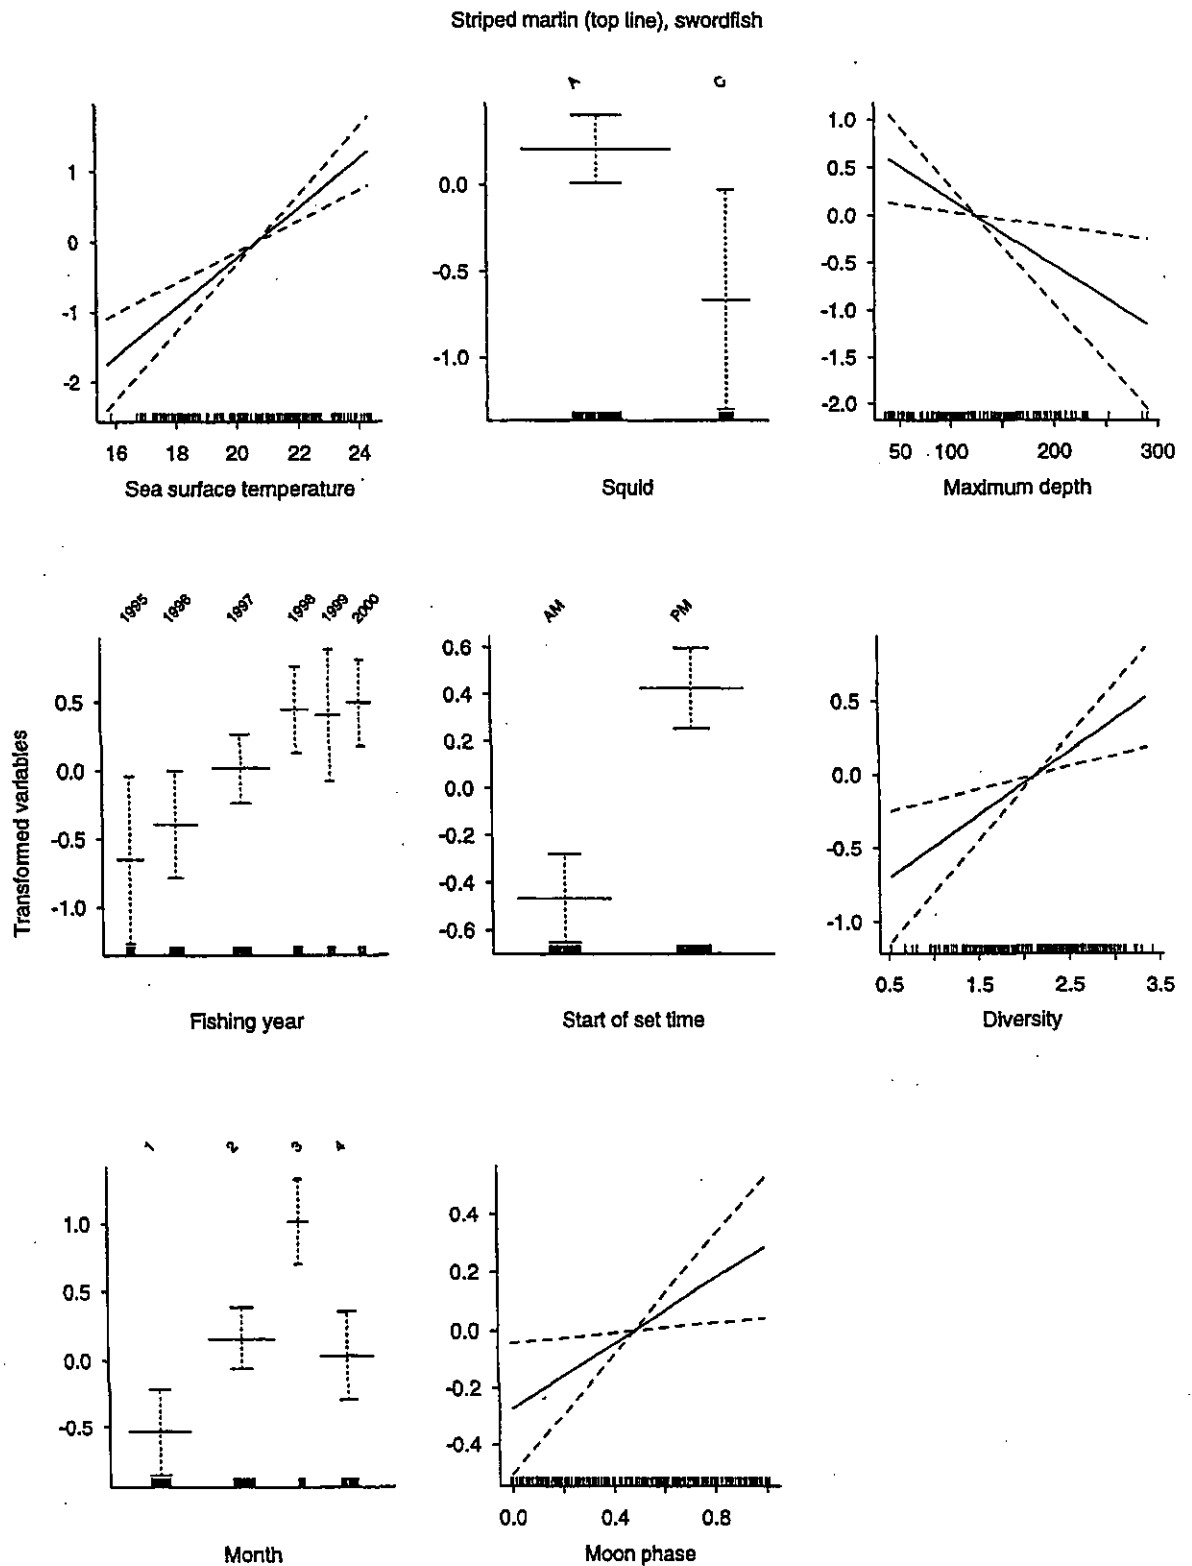 Striped marlin (top line), swordfish
A C
1 0 -1 -2
0.0 -0.5 -1.0
1.0 0.5 0.0 -0.5 -1.0 -1.5 -2.0
16 18 20 22 24
50 100 200 300
Sea surface temperature
Squid
Maximum depth
Transformed variables
1995 1996 1997 1998 1999 2000
AM PM
0.5 0.0 -0.5 -1.0
0.6 0.4 0.2 0.0 -0.2 -0.4 -0.6
0.5 0.0 -0.5 -1.0
0.5 1.5 2.5 3.5
Fishing year
Start of set time
Diversity
1 2 3 4
1.0 0.5 0.0 -0.5
0.4 0.2 0.0 -0.2 -0.4
0.0 0.4 0.8
Month
Moon phase